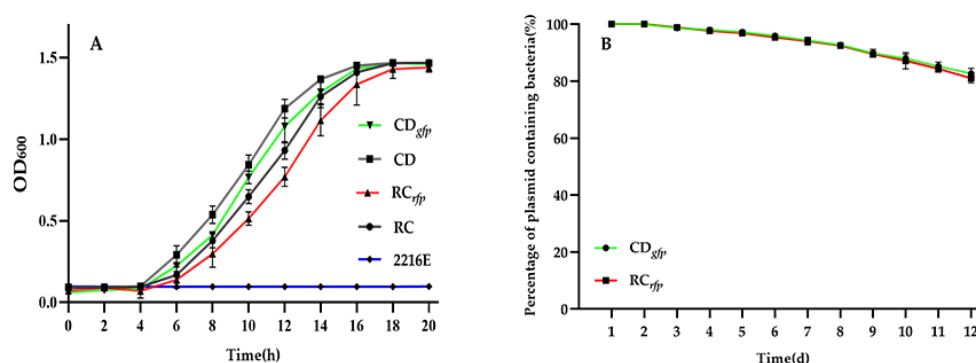 A
OD600
1.5
1.0
0.5
0.0
CDgfp
CD
RCrfp
RC
2216E
0 2 4 6 8 10 12 14 16 18 20
Time(h)
B
Percentage of plasmid containing bacteria(%)
100
80
60
40
20
0
CDgfp
RCrfp
1 2 3 4 5 6 7 8 9 10 11 12
Time(d)